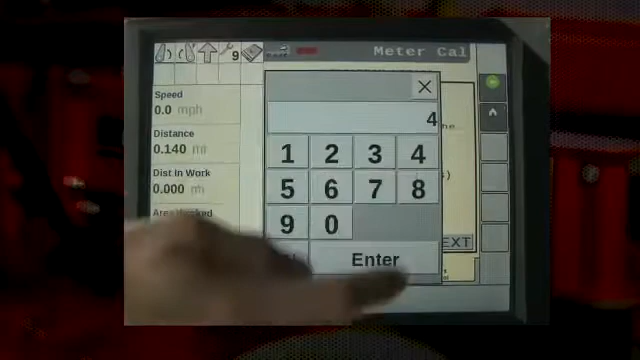 9
Meter Cal
Speed
0.0 mph
Distance
0.140 mi
Dist In Work
0.000
4
1 2 3 4
5 6 7 8
9 0
Enter
EXT